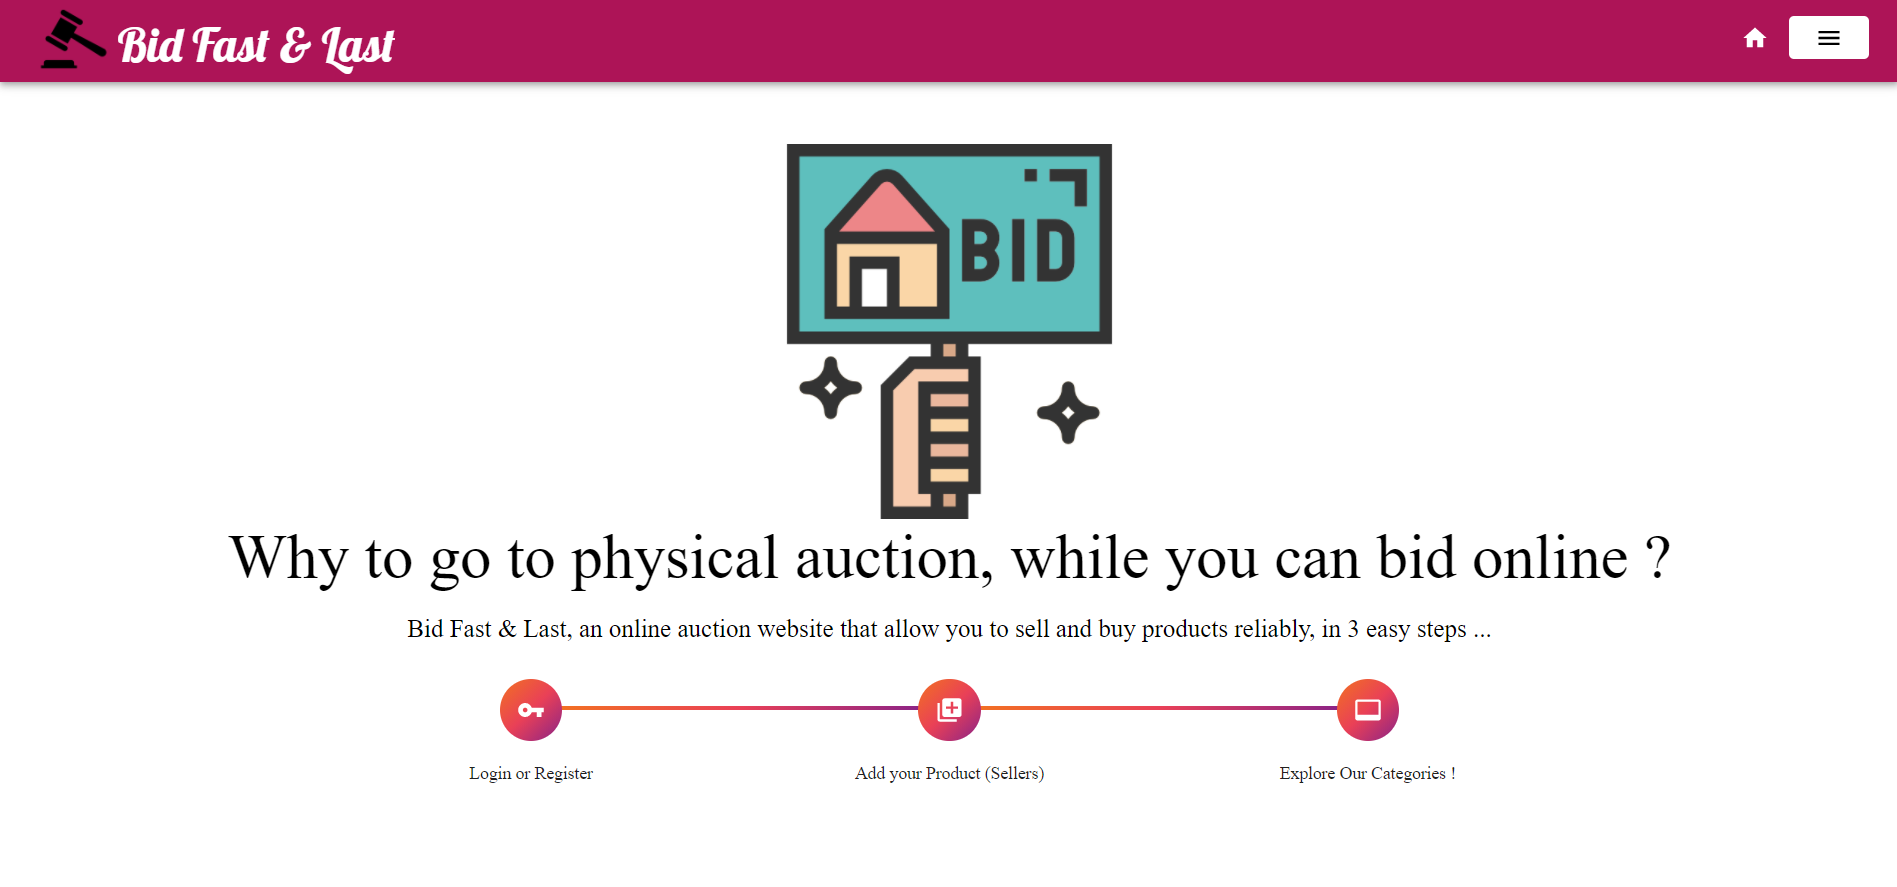 Bid Fast & Last
BID
Why to go to physical auction, while you can bid online ?
Bid Fast & Last, an online auction website that allow you to sell and buy products reliably, in 3 easy steps ...
Login or Register
Add your Product (Sellers)
Explore Our Categories !